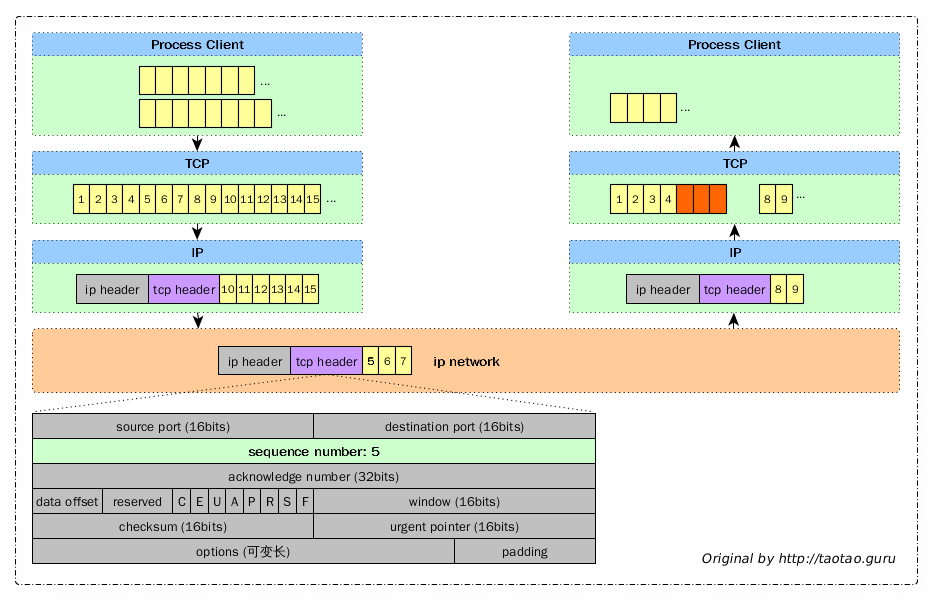 Process Client
...
...
TCP
1 2 3 4 5 6 7 8 9 10 11 12 13 14 15 ...
IP
ip header tcp header 10 11 12 13 14 15
Process Client
...
TCP
1 2 3 4 8 9 ...
IP
ip header tcp header 8 9
ip header tcp header 5 6 7 ip network
source port (16bits) destination port (16bits)
sequence number: 5
acknowledge number (32bits)
data offset reserved C E U A P R S F window (16bits)
checksum (16bits) urgent pointer (16bits)
options (可变长) padding
Original by http://taotao.guru